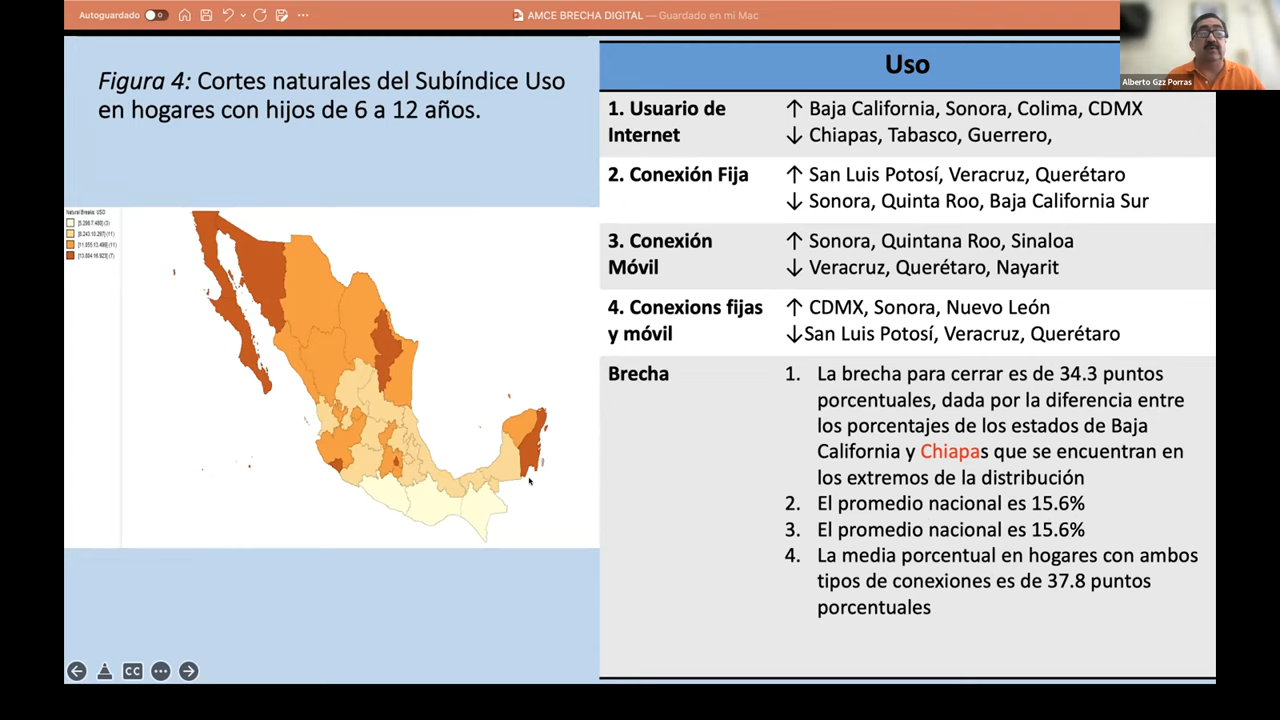 Autoguardado
AMCE BRECHA DIGITAL — Guardado en mi Mac
Alberto Gzz Porras
Figura 4: Cortes naturales del Subíndice Uso
en hogares con hijos de 6 a 12 años.
Natural Breaks: USO
Uso
1. Usuario de
Internet
↑ Baja California, Sonora, Colima, CDMX
↓ Chiapas, Tabasco, Guerrero,
2. Conexión Fija
↑ San Luis Potosí, Veracruz, Querétaro
↓ Sonora, Quinta Roo, Baja California Sur
3. Conexión
Móvil
↑ Sonora, Quintana Roo, Sinaloa
↓ Veracruz, Querétaro, Nayarit
4. Conexions fijas
y móvil
↑ CDMX, Sonora, Nuevo León
↓San Luis Potosí, Veracruz, Querétaro
Brecha
1. La brecha para cerrar es de 34.3 puntos
porcentuales, dada por la diferencia entre
los porcentajes de los estados de Baja
California y Chiapas que se encuentran en
los extremos de la distribución
2. El promedio nacional es 15.6%
3. El promedio nacional es 15.6%
4. La media porcentual en hogares con ambos
tipos de conexiones es de 37.8 puntos
porcentuales
CC